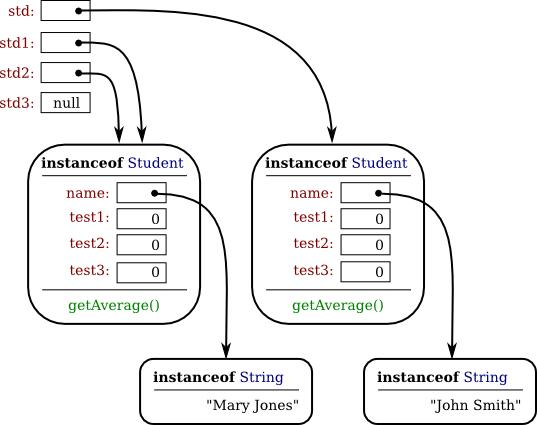 std:
std1:
std2:
std3: null
instanceof Student
name:
test1: 0
test2: 0
test3: 0
getAverage()
instanceof Student
name:
test1: 0
test2: 0
test3: 0
getAverage()
instanceof String
"Mary Jones"
instanceof String
"John Smith"